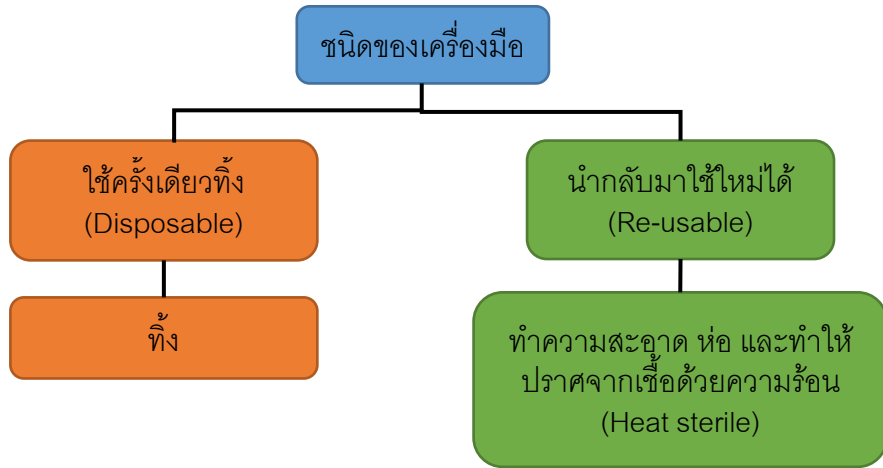 ชนิดของเครื่องมือ
ใช้ครั้งเดียวทิ้ง
(Disposable)
นำกลับมาใช้ใหม่ได้
(Re-usable)
ทิ้ง
ทำความสะอาด ห่อ และทำให้
ปราศจากเชื้อด้วยความร้อน
(Heat sterile)